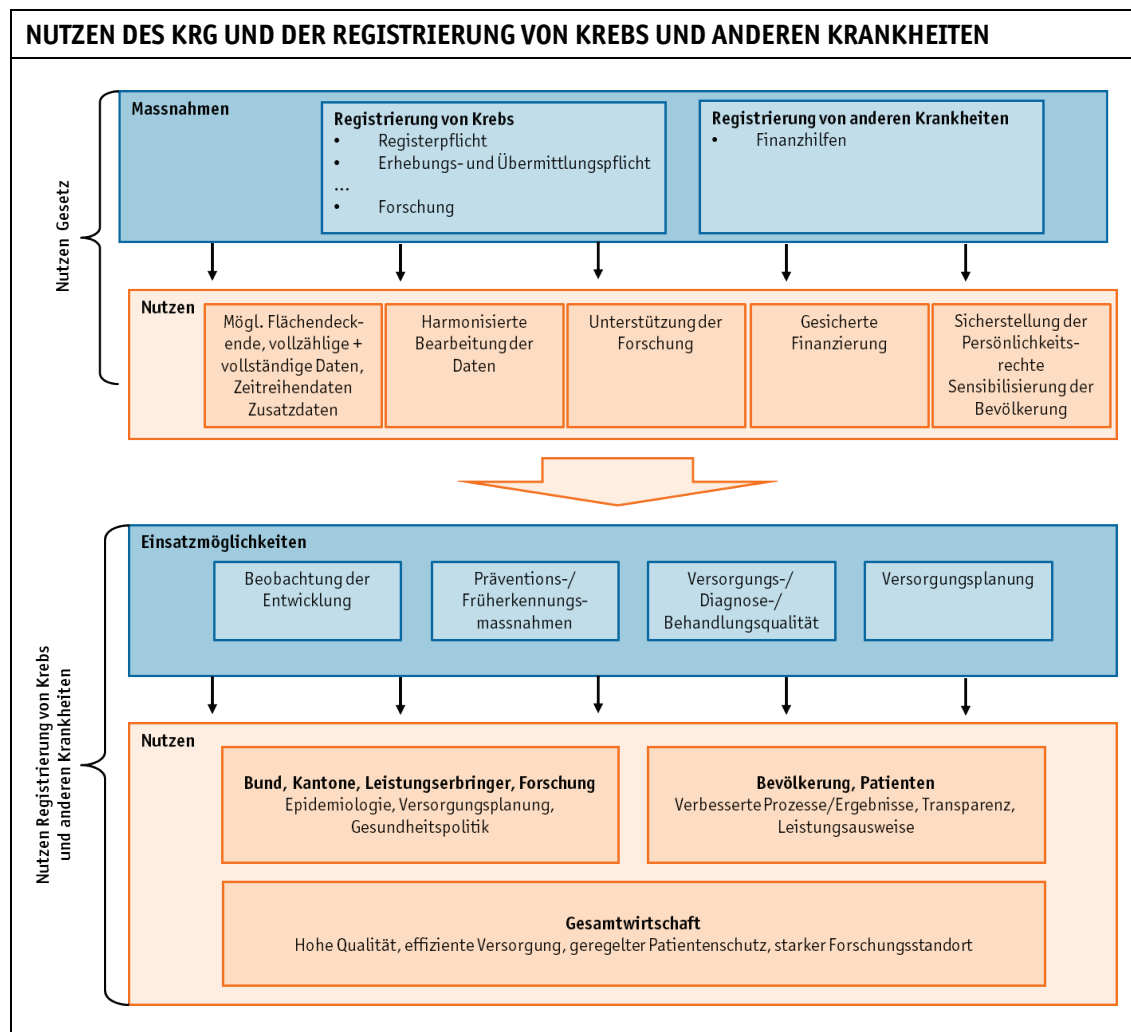 NUTZEN DES KRG UND DER REGISTRIERUNG VON KREBS UND ANDEREN KRANKHEITEN
Nutzen Gesetz
Massnahmen
Registrierung von Krebs
• Registerpflicht
• Erhebungs- und Übermittlungspflicht
...
• Forschung
Registrierung von anderen Krankheiten
• Finanzhilfen
Nutzen
Mögl. Flächendeck-
ende, vollzählige +
vollständige Daten,
Zeitreihendaten
Zusatzdaten
Harmonisierte
Bearbeitung der
Daten
Unterstützung der
Forschung
Gesicherte
Finanzierung
Sicherstellung der
Persönlichkeits-
rechte
Sensibilisierung der
Bevölkerung
Nutzen Registrierung von Krebs
und anderen Krankheiten
Einsatzmöglichkeiten
Beobachtung der
Entwicklung
Präventions-/
Früherkennungs-
massnahmen
Versorgungs-/
Diagnose-/
Behandlungsqualität
Versorgungsplanung
Nutzen
Bund, Kantone, Leistungserbringer, Forschung
Epidemiologie, Versorgungsplanung,
Gesundheitspolitik
Bevölkerung, Patienten
Verbesserte Prozesse/Ergebnisse, Transparenz,
Leistungsausweise
Gesamtwirtschaft
Hohe Qualität, effiziente Versorgung, geregelter Patientenschutz, starker Forschungsstandort